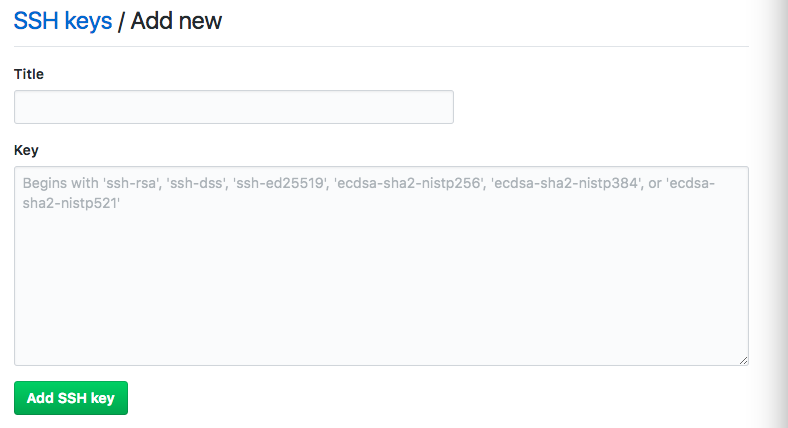 SSH keys / Add new
Title
Key
Begins with 'ssh-rsa', 'ssh-dss', 'ssh-ed25519', 'ecdsa-sha2-nistp256', 'ecdsa-sha2-nistp384', or 'ecdsa-
sha2-nistp521'
Add SSH key